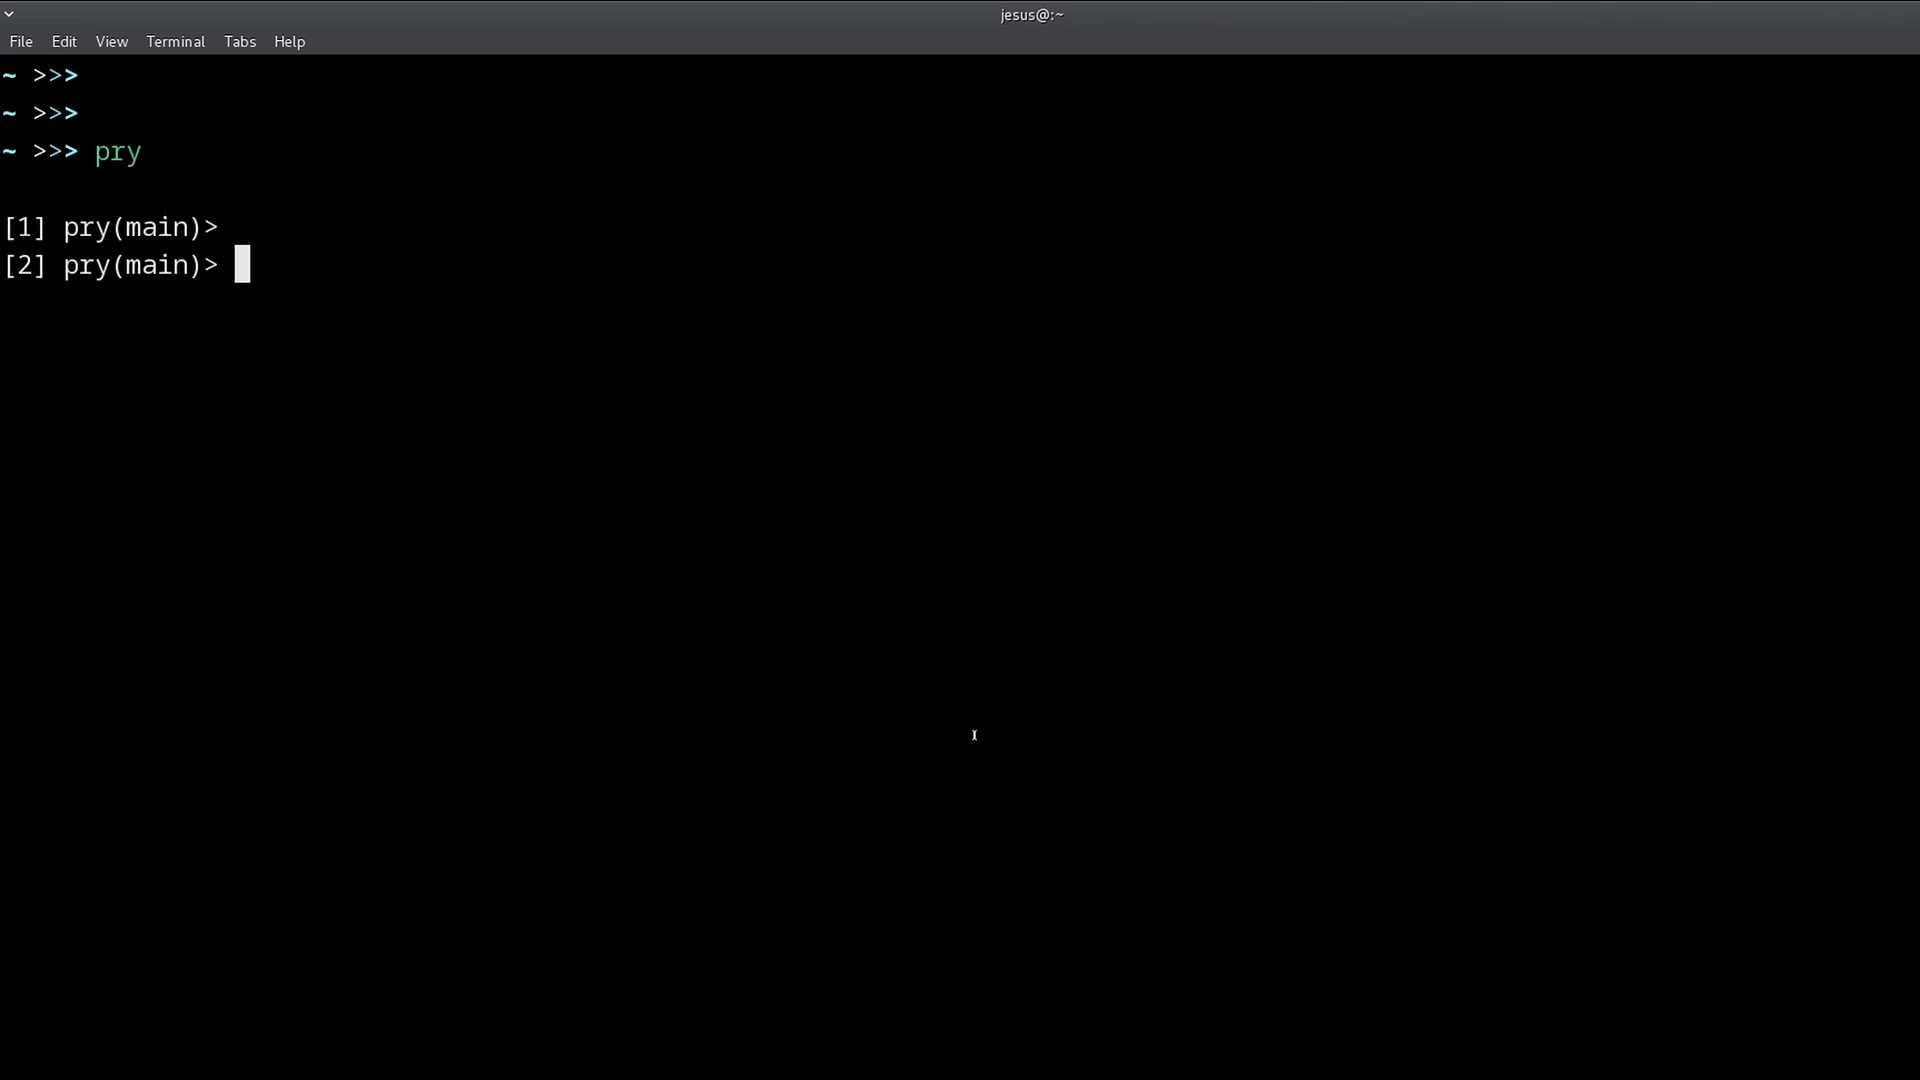 jesus@:~
File Edit View Terminal Tabs Help
~ >>>
~ >>>
~ >>> pry
[1] pry(main)>
[2] pry(main)>